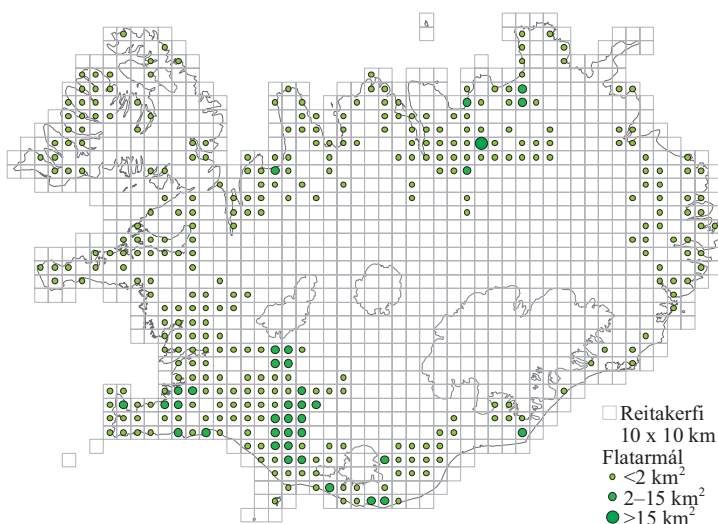 Reitakerfi
10 x 10 km
Flatarmál
<2 km²
2–15 km²
>15 km²